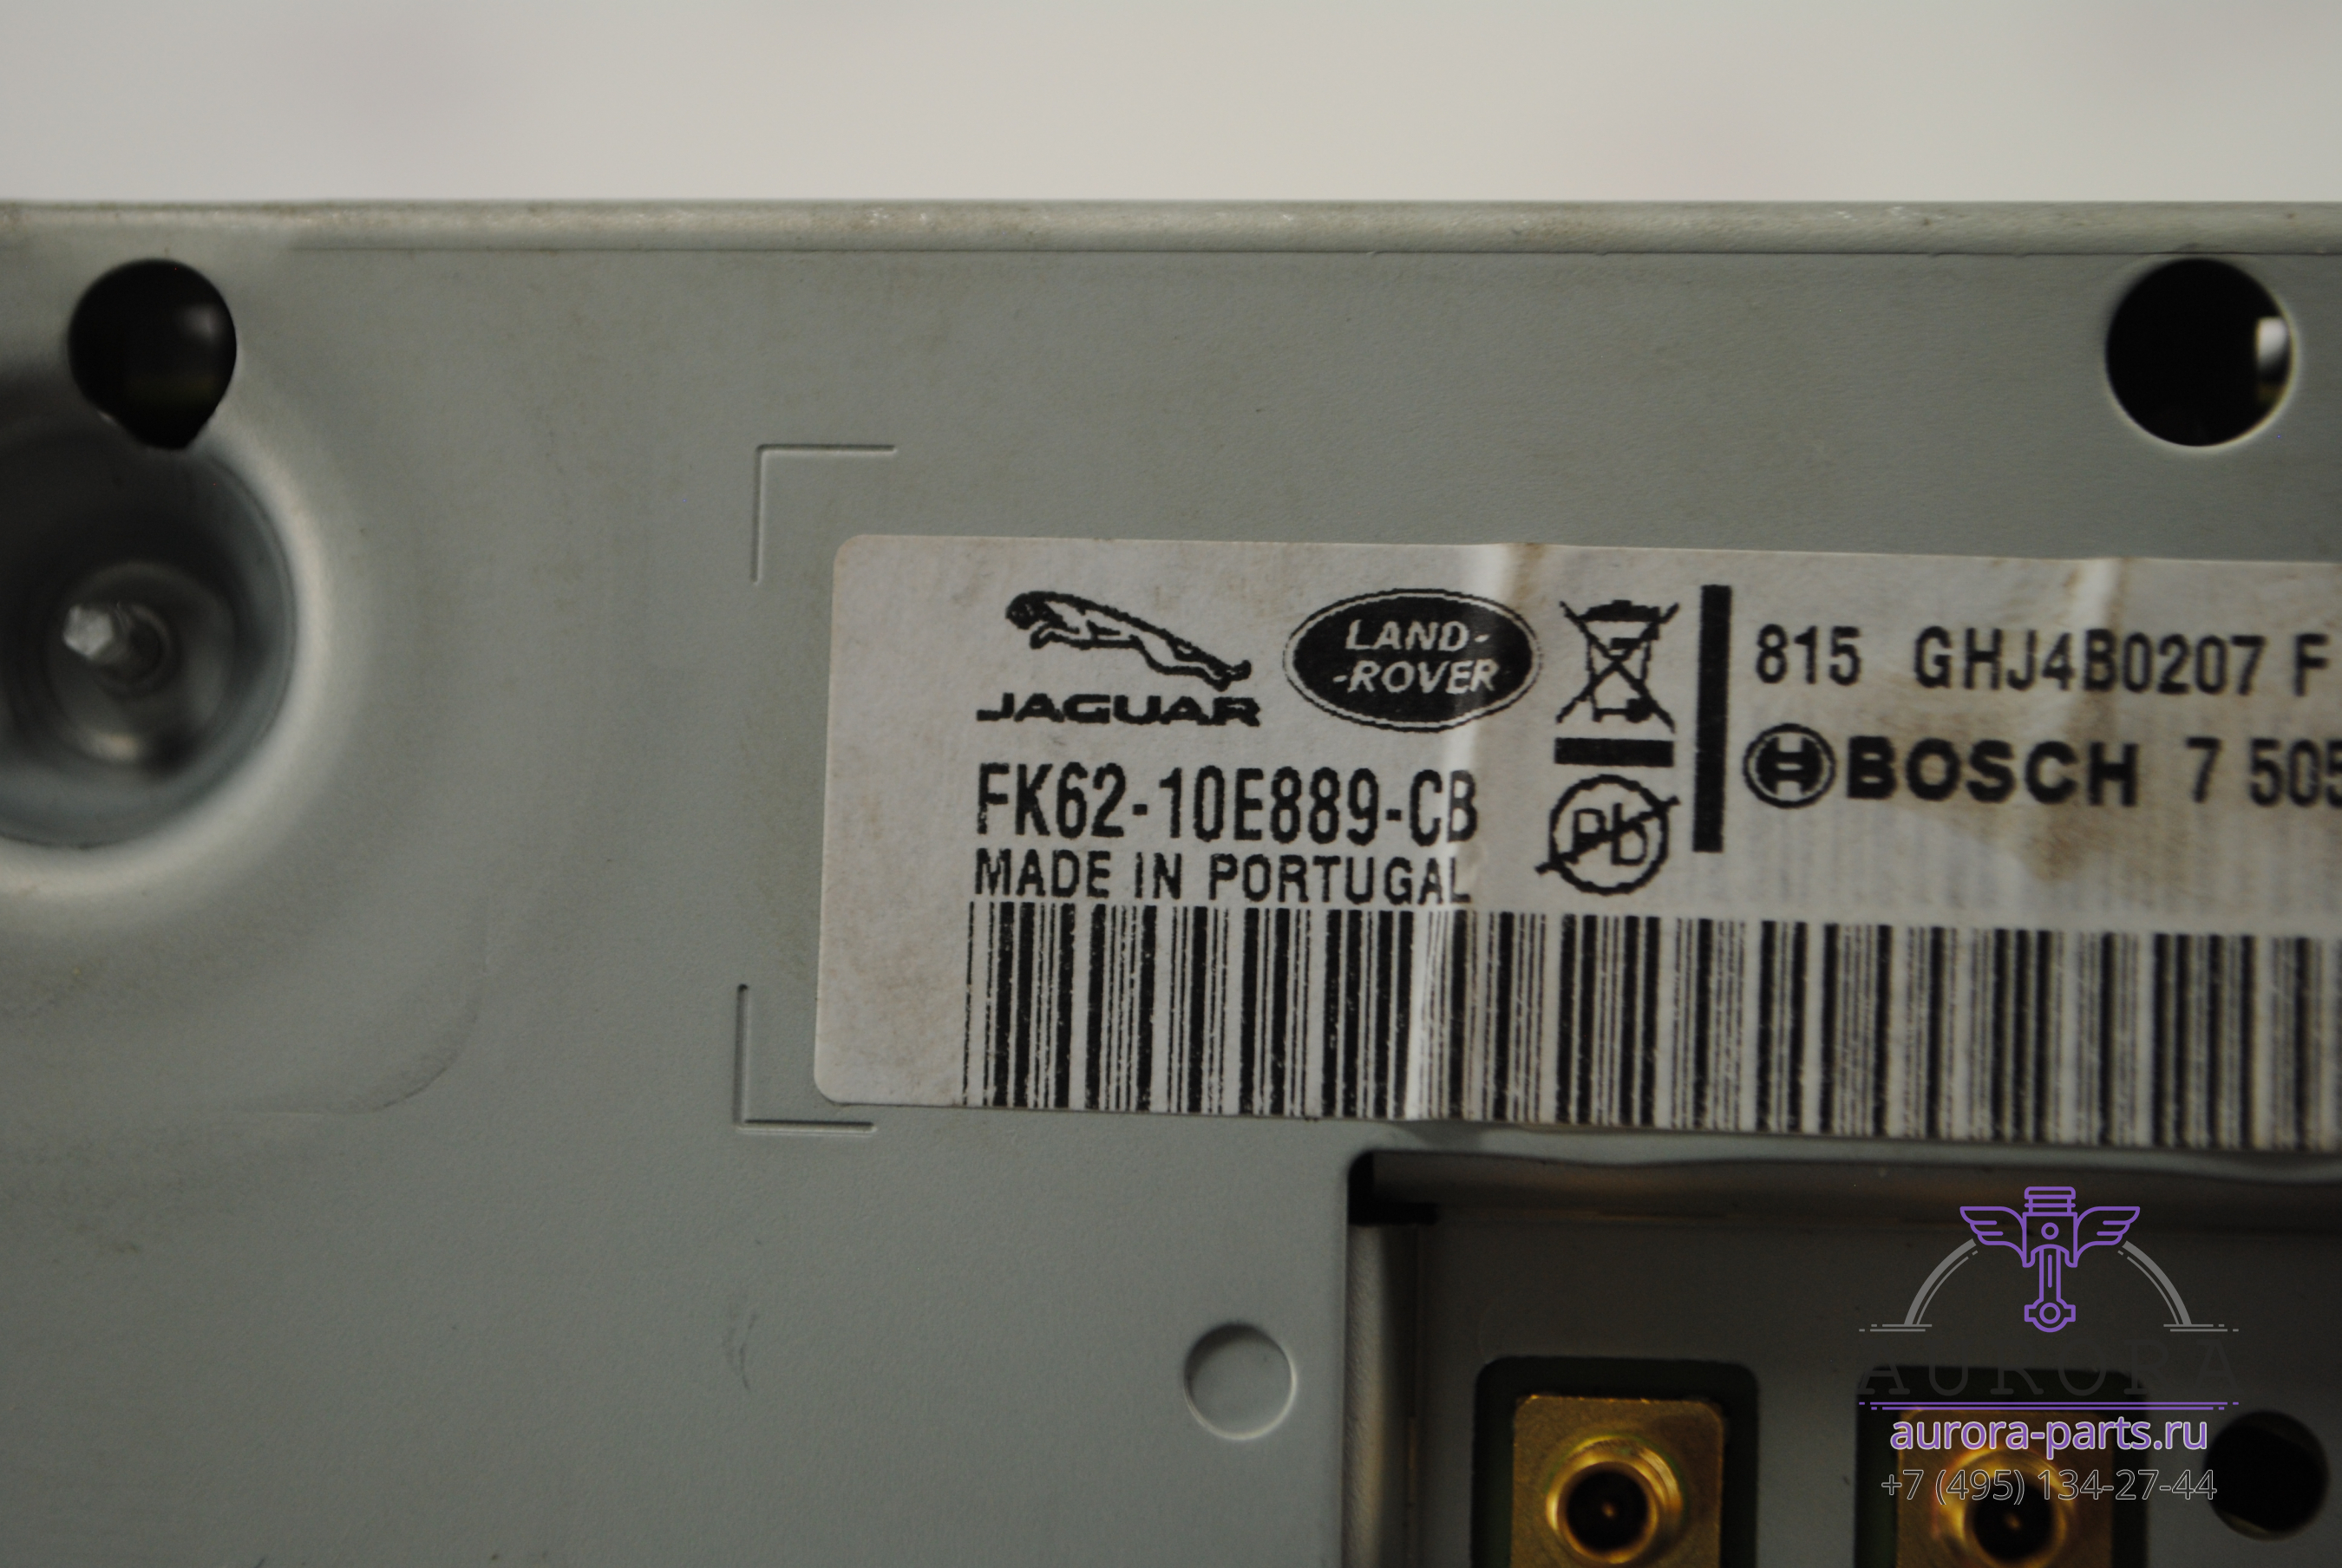 JAGUAR
LAND-
-ROVER
FK62-10E889-CB
MADE IN PORTUGAL
Pb
815 GHJ4B0207 F
BOSCH 7 505
AURORA
aurora-parts.ru
+7 (495) 134-27-44